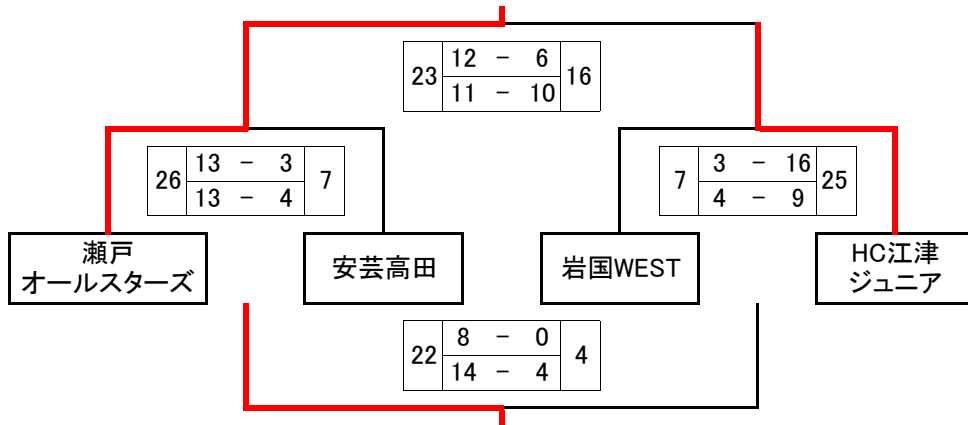 23 12 － 6 16
11 － 10
26 13 － 3 7
13 － 4
7 3 － 16 25
4 － 9
瀬戸
オールスターズ
安芸高田
岩国WEST
HC江津
ジュニア
22 8 － 0 4
14 － 4